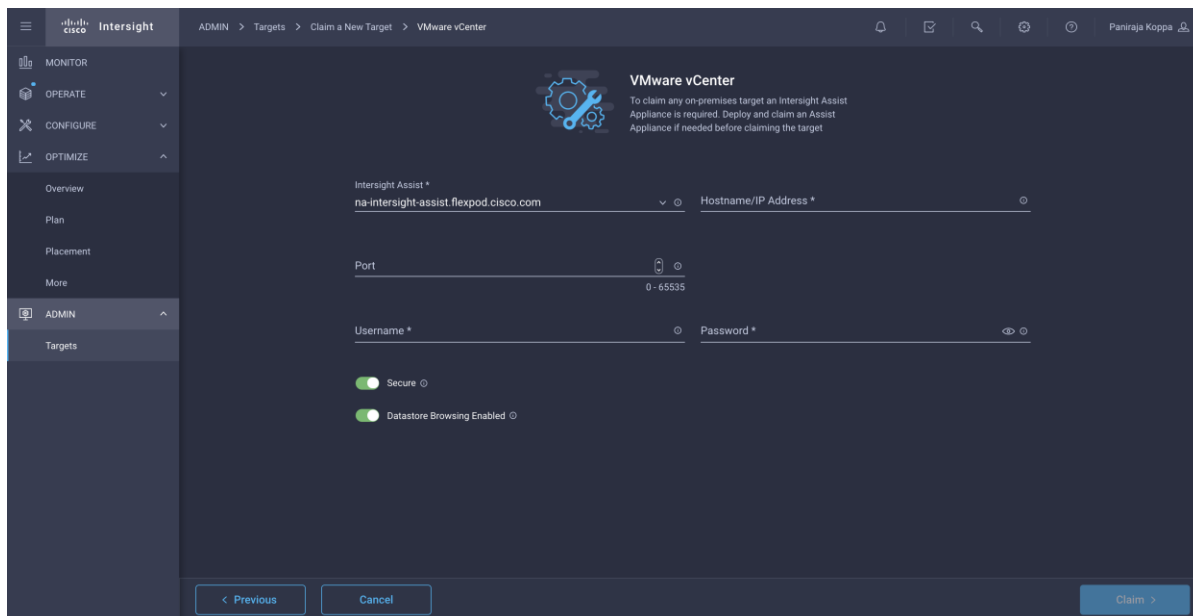 cisco Intersight
ADMIN > Targets > Claim a New Target > VMware vCenter
Paniraja Koppa
MONITOR
OPERATE
CONFIGURE
OPTIMIZE
Overview
Plan
Placement
More
ADMIN
Targets
VMware vCenter
To claim any on-premises target an Intersight Assist
Appliance is required. Deploy and claim an Assist
Appliance if needed before claiming the target
Intersight Assist *
na-intersight-assist.flexpod.cisco.com
Hostname/IP Address *
Port
0 - 65535
Username *
Password *
Secure
Datastore Browsing Enabled
< Previous
Cancel
Claim >